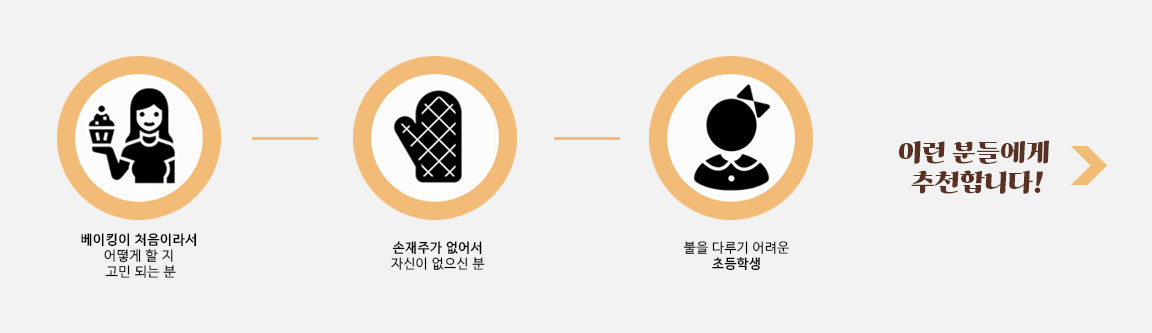 베이킹이 처음이라서
어떻게 할 지
고민 되는 분
손재주가 없어서
자신이 없으신 분
불을 다루기 어려운
초등학생
이런 분들에게
추천합니다!